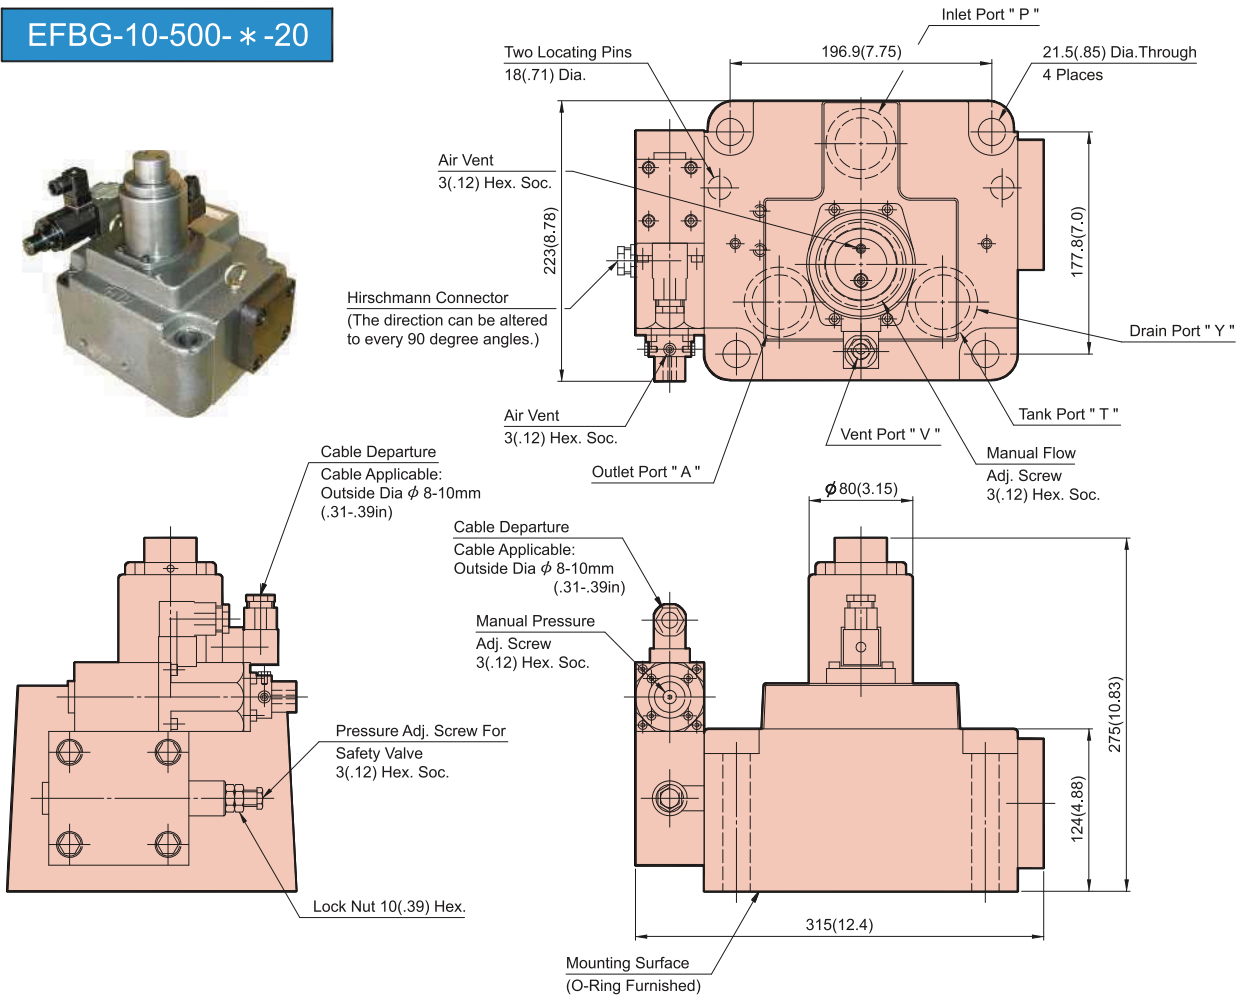 EFBG-10-500-＊-20
Inlet Port " P "
196.9(7.75)
Two Locating Pins
18(.71) Dia.
21.5(.85) Dia.Through
4 Places
Air Vent
3(.12) Hex. Soc.
223(8.78)
177.8(7.0)
Hirschmann Connector
(The direction can be altered
to every 90 degree angles.)
Drain Port " Y "
Air Vent
3(.12) Hex. Soc.
Tank Port " T "
Vent Port " V "
Outlet Port " A "
Manual Flow
Adj. Screw
3(.12) Hex. Soc.
Cable Departure
Cable Applicable:
Outside Dia ϕ 8-10mm
(.31-.39in)
ϕ80(3.15)
Cable Departure
Cable Applicable:
Outside Dia ϕ 8-10mm
(.31-.39in)
Manual Pressure
Adj. Screw
3(.12) Hex. Soc.
275(10.83)
124(4.88)
Pressure Adj. Screw For
Safety Valve
3(.12) Hex. Soc.
Lock Nut 10(.39) Hex.
315(12.4)
Mounting Surface
(O-Ring Furnished)